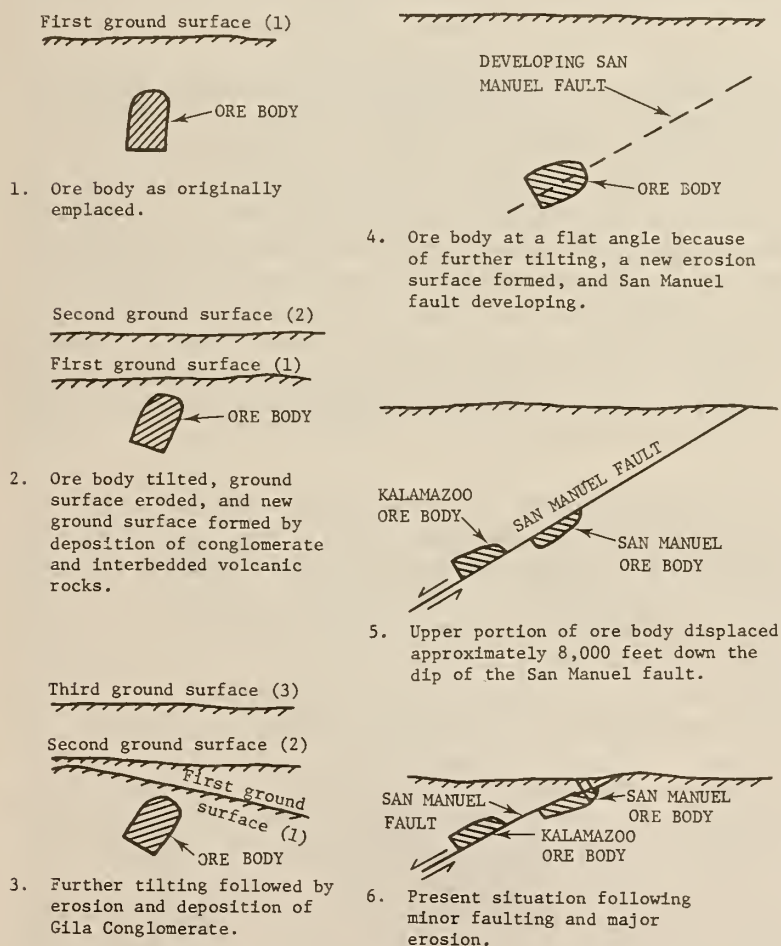 First ground surface (1)
ORE BODY
1. Ore body as originally
emplaced.
Second ground surface (2)
First ground surface (1)
ORE BODY
2. Ore body tilted, ground
surface eroded, and new
ground surface formed by
deposition of conglomerate
and interbedded volcanic
rocks.
Third ground surface (3)
Second ground surface (2)
First ground
surface (1)
ORE BODY
3. Further tilting followed by
erosion and deposition of
Gila Conglomerate.
DEVELOPING SAN
MANUEL FAULT
ORE BODY
4. Ore body at a flat angle because
of further tilting, a new erosion
surface formed, and San Manuel
fault developing.
SAN MANUEL FAULT
KALAMAZOO
ORE BODY
SAN MANUEL
ORE BODY
5. Upper portion of ore body displaced
approximately 8,000 feet down the
dip of the San Manuel fault.
SAN MANUEL
FAULT
SAN MANUEL
ORE BODY
KALAMAZOO
ORE BODY
6. Present situation following
minor faulting and major
erosion.